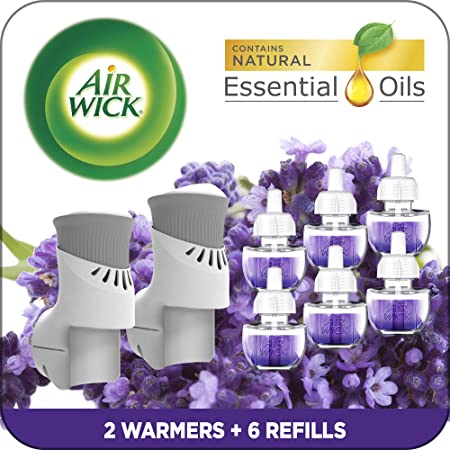 AIR
WICK®
CONTAINS
NATURAL
Essential Oils
2 WARMERS + 6 REFILLS